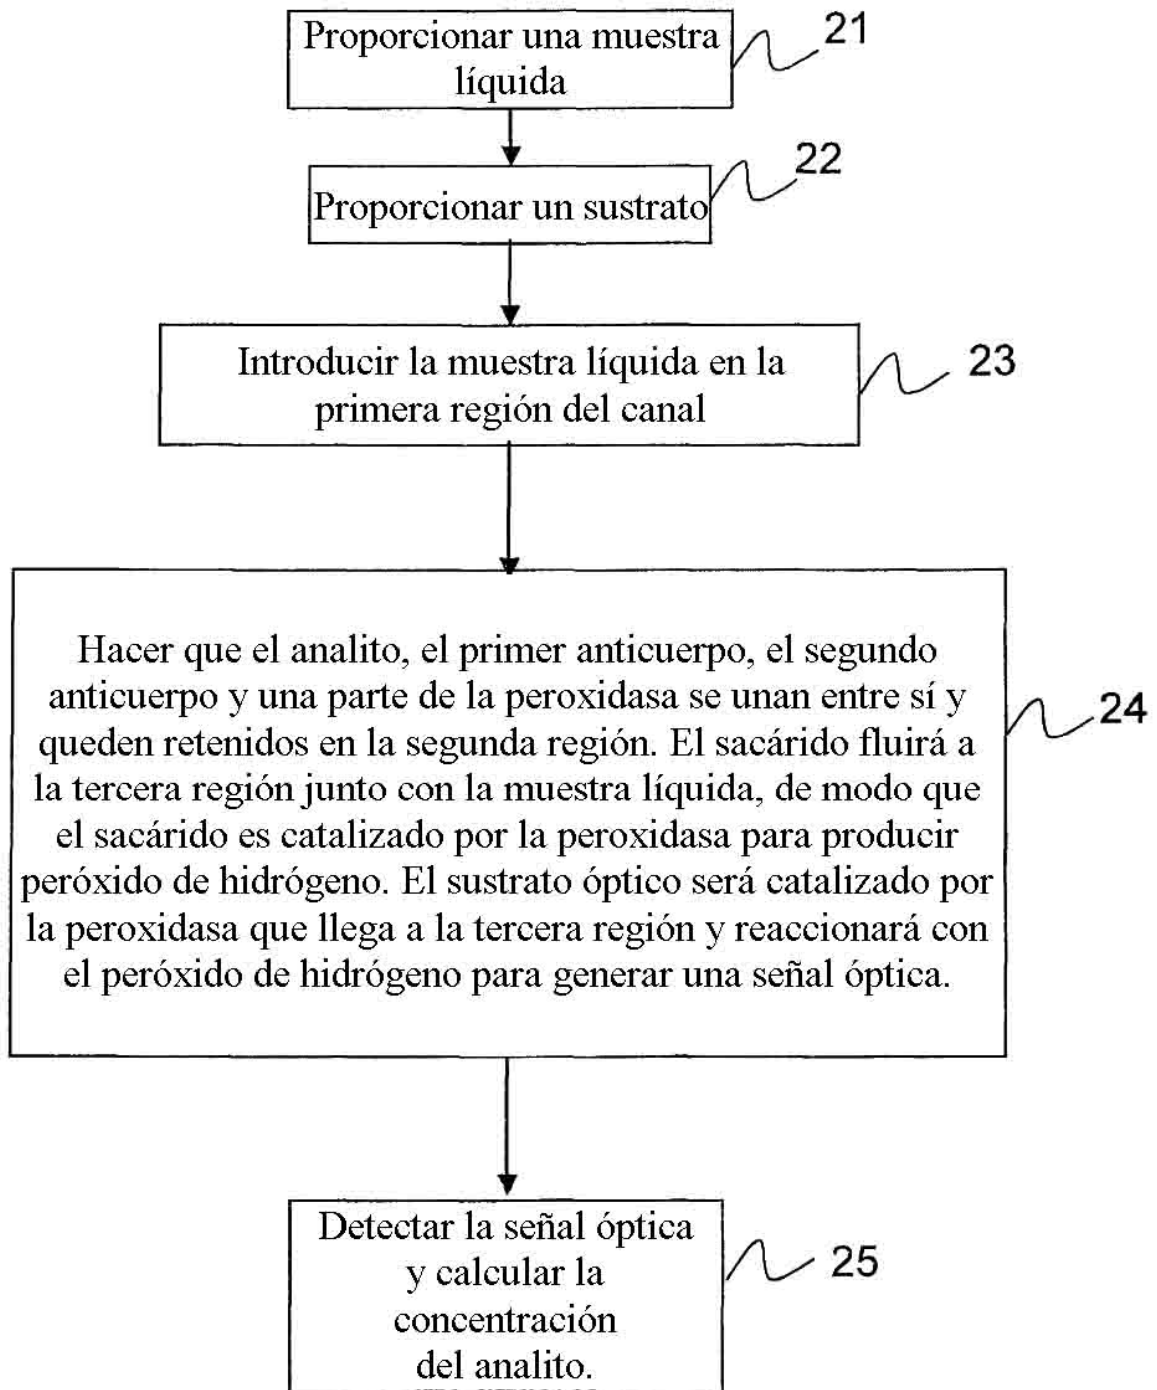 Proporcionar una muestra
líquida
21
Proporcionar un sustrato
22
Introducir la muestra líquida en la
primera región del canal
23
Hacer que el analito, el primer anticuerpo, el segundo
anticuerpo y una parte de la peroxidasa se unan entre sí y
queden retenidos en la segunda región. El sacárido fluirá a
la tercera región junto con la muestra líquida, de modo que
el sacárido es catalizado por la peroxidasa para producir
peróxido de hidrógeno. El sustrato óptico será catalizado por
la peroxidasa que llega a la tercera región y reaccionará con
el peróxido de hidrógeno para generar una señal óptica.
24
Detectar la señal óptica
y calcular la
concentración
del analito.
25